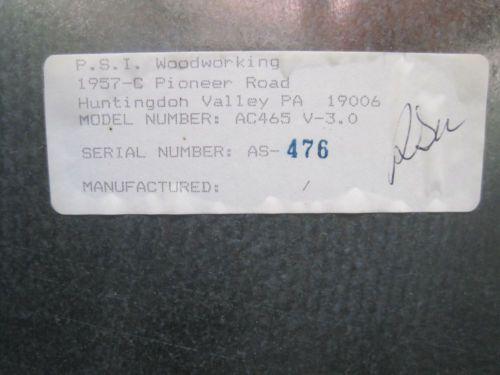 P.S.I. Woodworking
1957-C Pioneer Road
Huntingdon Valley PA 19006
MODEL NUMBER: AC465 V-3.0
SERIAL NUMBER: AS-476
MANUFACTURED: /